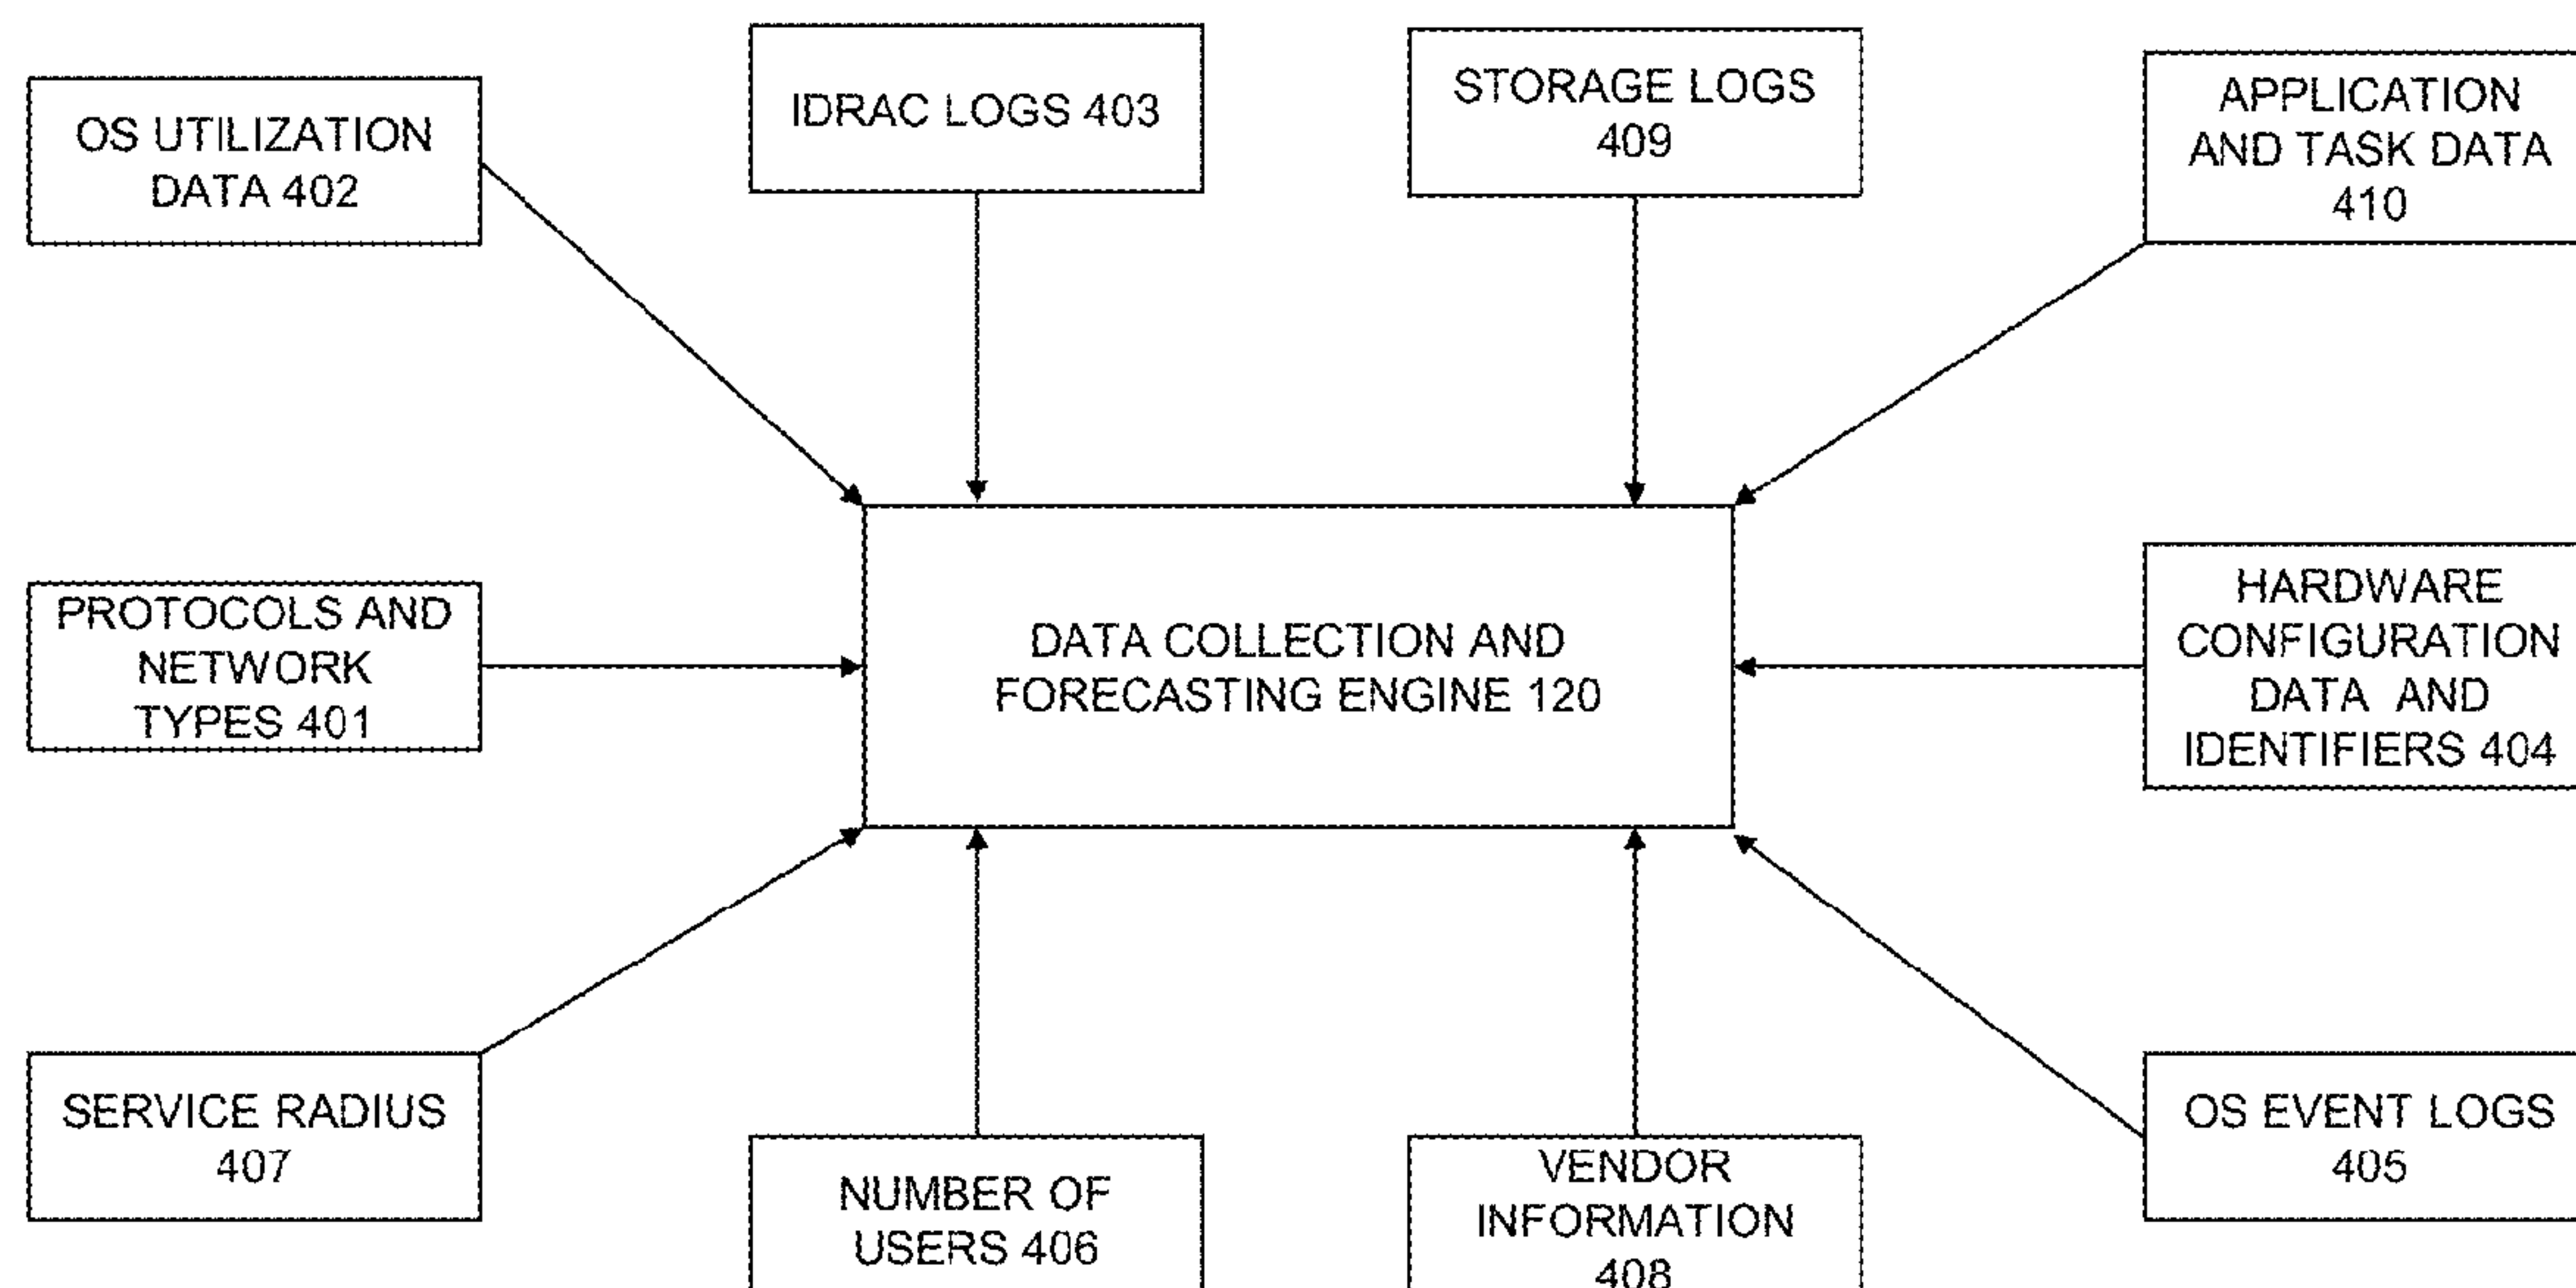 IDRAC LOGS 403
STORAGE LOGS
409
APPLICATION
AND TASK DATA
410
OS UTILIZATION
DATA 402
PROTOCOLS AND
NETWORK
TYPES 401
DATA COLLECTION AND
FORECASTING ENGINE 120
HARDWARE
CONFIGURATION
DATA AND
IDENTIFIERS 404
SERVICE RADIUS
407
NUMBER OF
USERS 406
VENDOR
INFORMATION
408
OS EVENT LOGS
405